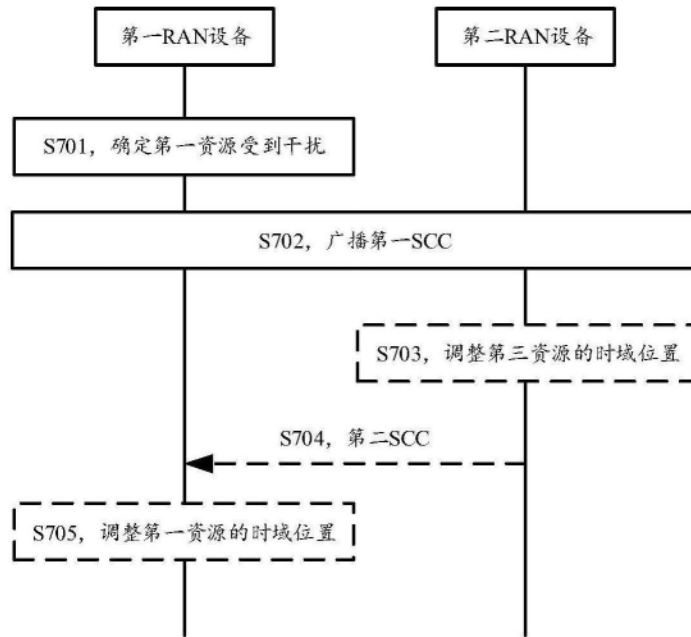 第一RAN设备
第二RAN设备
S701，确定第一资源受到干扰
S702，广播第一SCC
S703，调整第三资源的时域位置
S704，第二SCC
S705，调整第一资源的时域位置